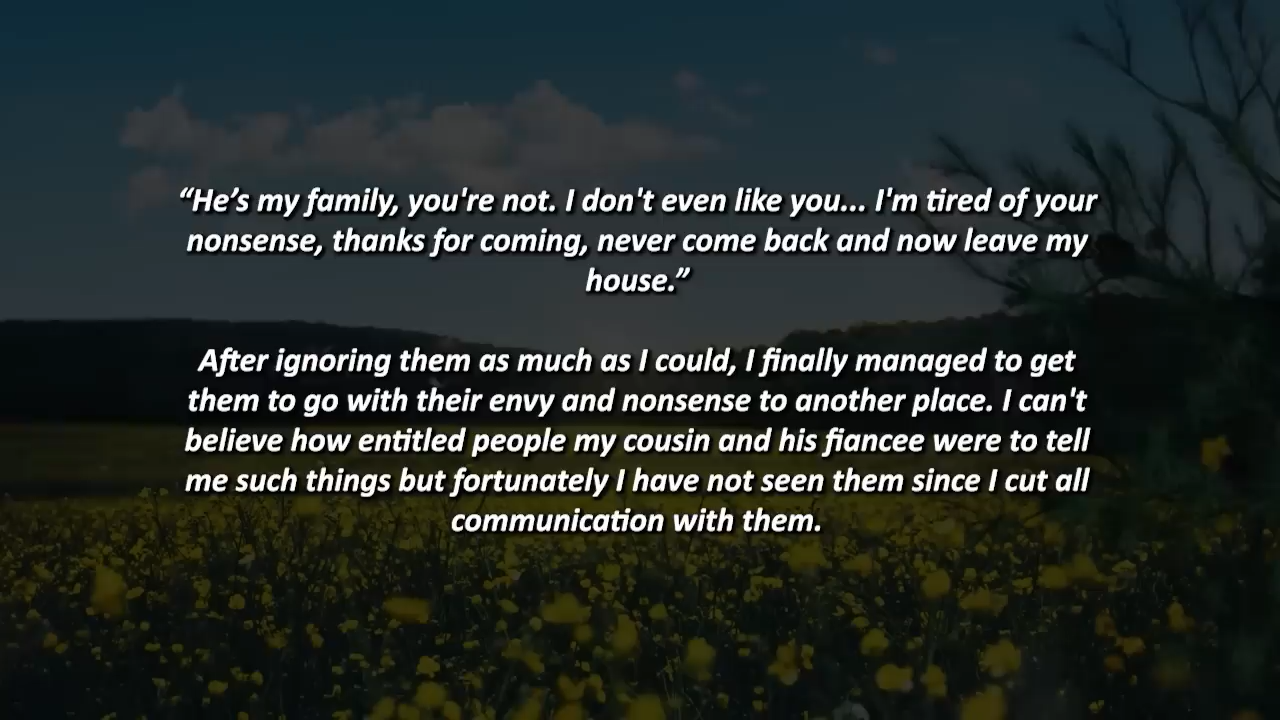 “He’s my family, you're not. I don't even like you... I'm tired of your
nonsense, thanks for coming, never come back and now leave my
house.”
After ignoring them as much as I could, I finally managed to get
them to go with their envy and nonsense to another place. I can't
believe how entitled people my cousin and his fiancee were to tell
me such things but fortunately I have not seen them since I cut all
communication with them.